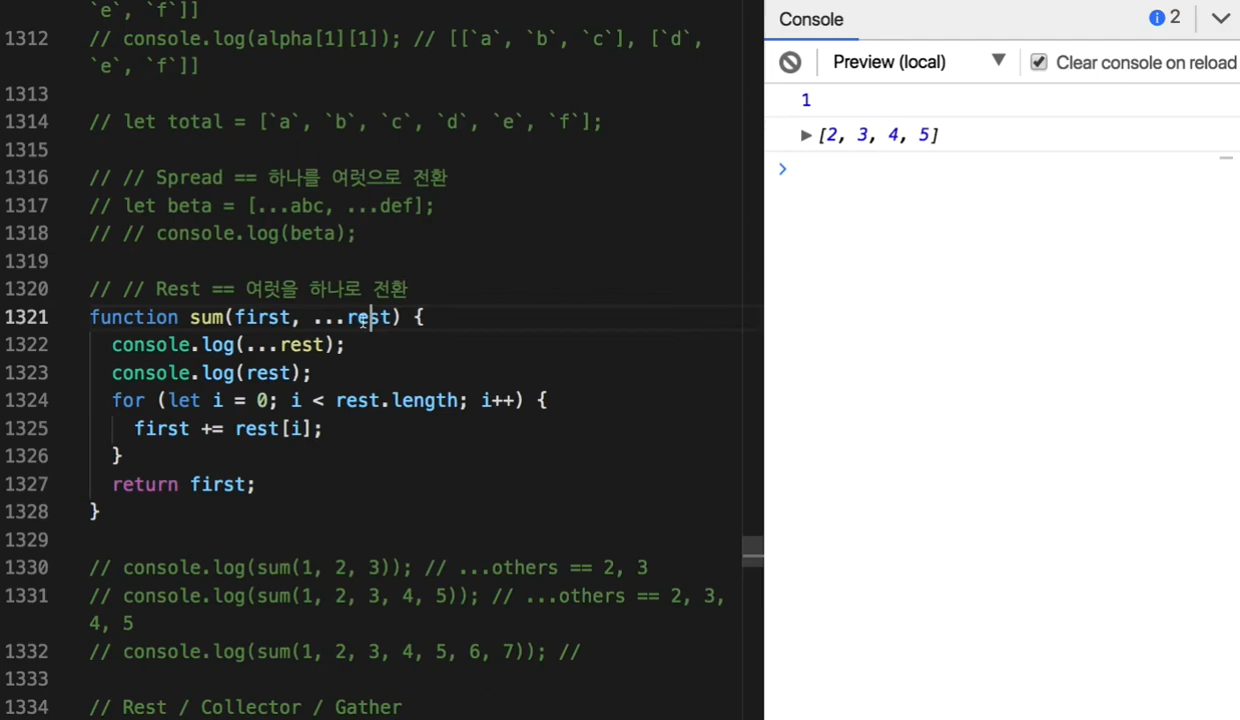 `e`, `f`]]
1312 // console.log(alpha[1][1]); // [[`a`, `b`, `c`], [`d`,
`e`, `f`]]
1313
1314 // let total = [`a`, `b`, `c`, `d`, `e`, `f`];
1315
1316 // // Spread == 하나를 여럿으로 전환
1317 // let beta = [...abc, ...def];
1318 // // console.log(beta);
1319
1320 // // Rest == 여럿을 하나로 전환
1321 function sum(first, ...rest) {
1322 console.log(...rest);
1323 console.log(rest);
1324 for (let i = 0; i < rest.length; i++) {
1325 first += rest[i];
1326 }
1327 return first;
1328 }
1329
1330 // console.log(sum(1, 2, 3)); // ...others == 2, 3
1331 // console.log(sum(1, 2, 3, 4, 5)); // ...others == 2, 3,
4, 5
1332 // console.log(sum(1, 2, 3, 4, 5, 6, 7)); //
1333
1334 // Rest / Collector / Gather
Console 2
Preview (local) Clear console on reload
1
[2, 3, 4, 5]